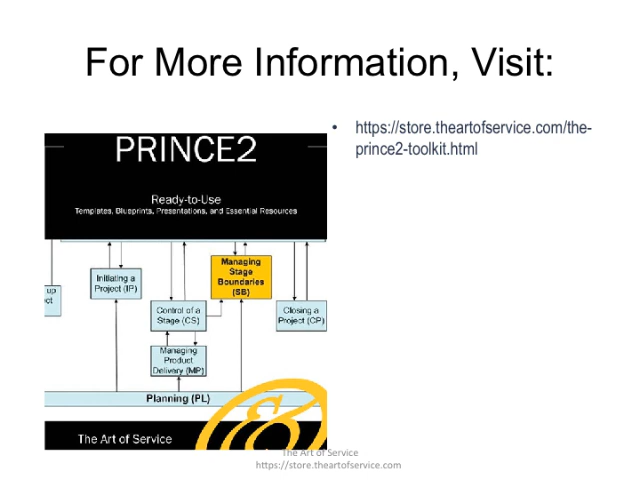 For More Information, Visit:
• https://store.theartofservice.com/the-
prince2-toolkit.html
PRINCE2
Ready-to-Use
Templates, Blueprints, Presentations, and Essential Resources
Managing
Stage
Boundaries
(SB)
Initiating a
Project (IP)
up
ect
Control of a
Stage (CS)
Closing a
Project (CP)
Managing
Product
Delivery (MP)
Planning (PL)
The Art of Service
The Art of Service
https://store.theartofservice.com